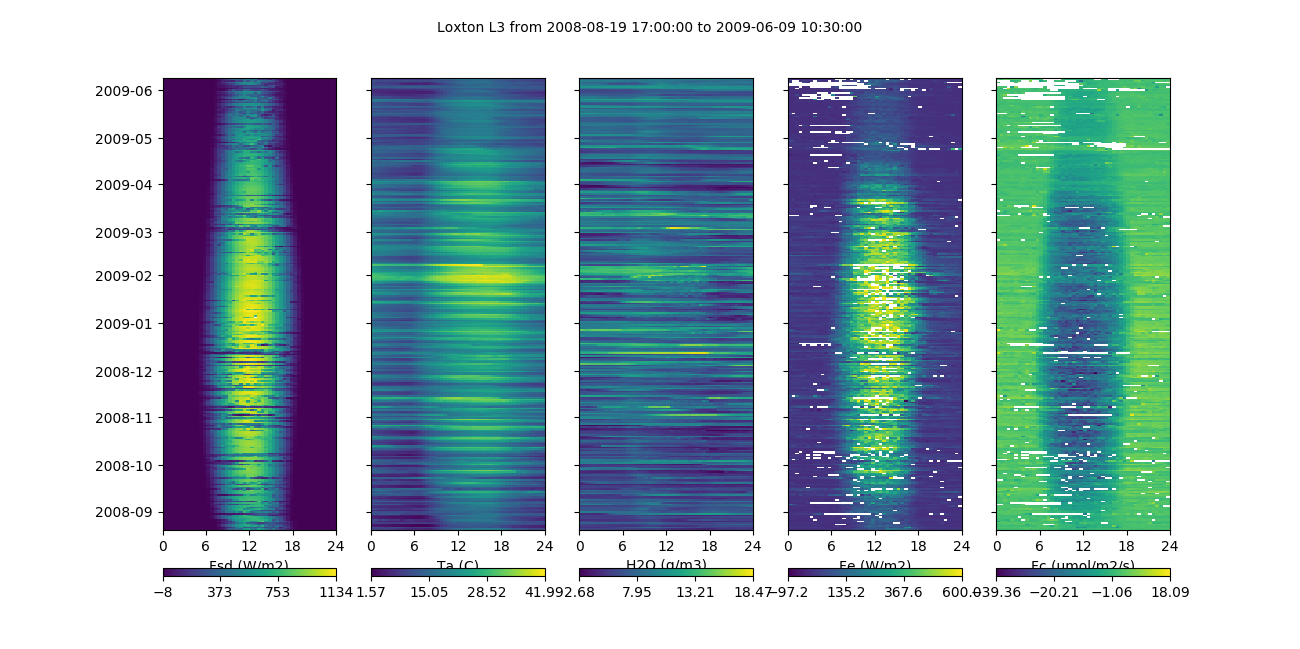 Loxton L3 from 2008-08-19 17:00:00 to 2009-06-09 10:30:00
2009-06
2009-05
2009-04
2009-03
2009-02
2009-01
2008-12
2008-11
2008-10
2008-09
0 6 12 18 24 0 6 12 18 24 0 6 12 18 24 0 6 12 18 24 0 6 12 18 24
Fsd (W/m2) Ta (C) H2O (g/m3) Fe (W/m2) Fc (umol/m2/s)
−8 373 753 1134 1.57 15.05 28.52 41.99 2.68 7.95 13.21 18.47 −97.2 135.2 367.6 600.0 −39.36 −20.21 −1.06 18.09